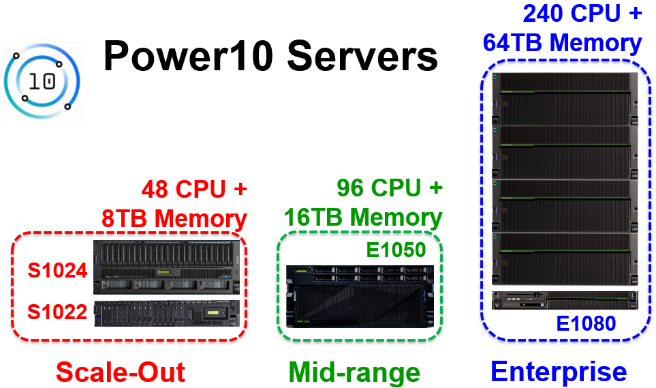 Power10 Servers
10
240 CPU +
64TB Memory
48 CPU +
8TB Memory
S1024
S1022
Scale-Out
96 CPU +
16TB Memory
E1050
Mid-range
E1080
Enterprise